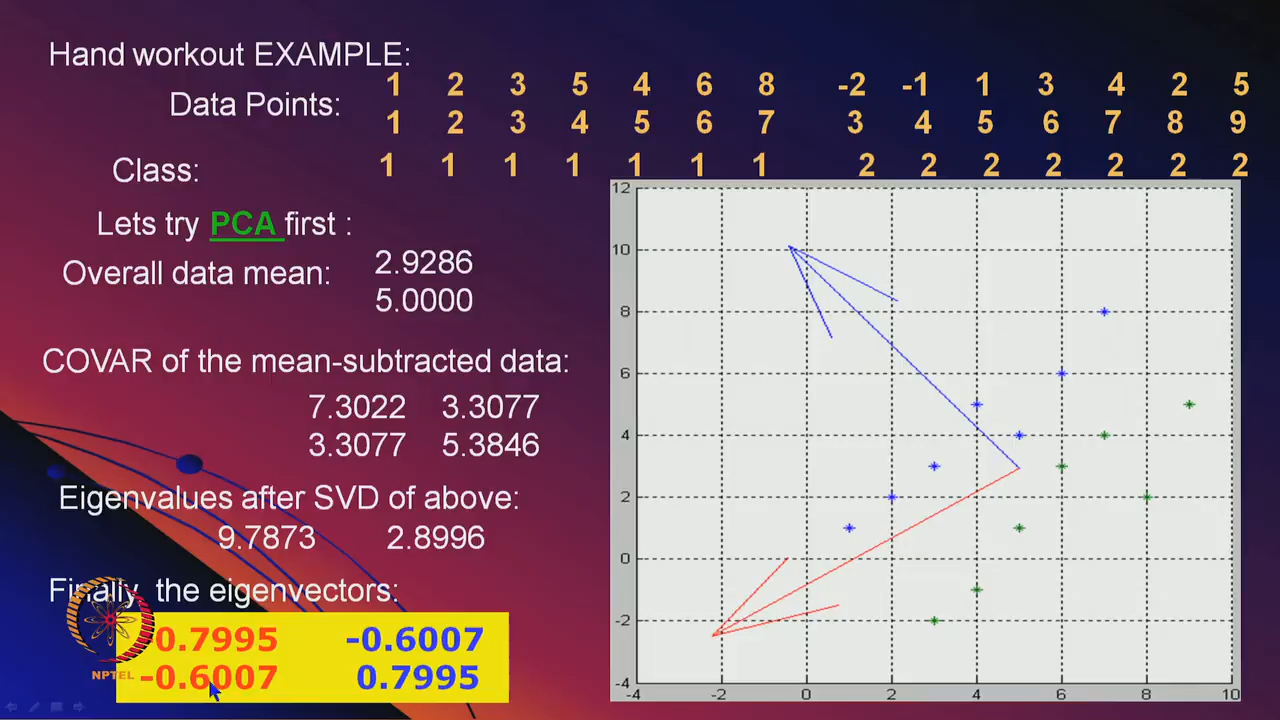 Hand workout EXAMPLE:
Data Points: 1 2 3 5 4 6 8 -2 -1 1 3 4 2 5
1 2 3 4 5 6 7 3 4 5 6 7 8 9
Class: 1 1 1 1 1 1 1 2 2 2 2 2 2 2
Lets try PCA first :
Overall data mean: 2.9286
5.0000
COVAR of the mean-subtracted data:
7.3022 3.3077
3.3077 5.3846
Eigenvalues after SVD of above:
9.7873 2.8996
Finally the eigenvectors:
0.7995 -0.6007
-0.6007 0.7995
NPTEL
12
10
8
6
4
2
0
-2
-4
-4 -2 0 2 4 6 8 10